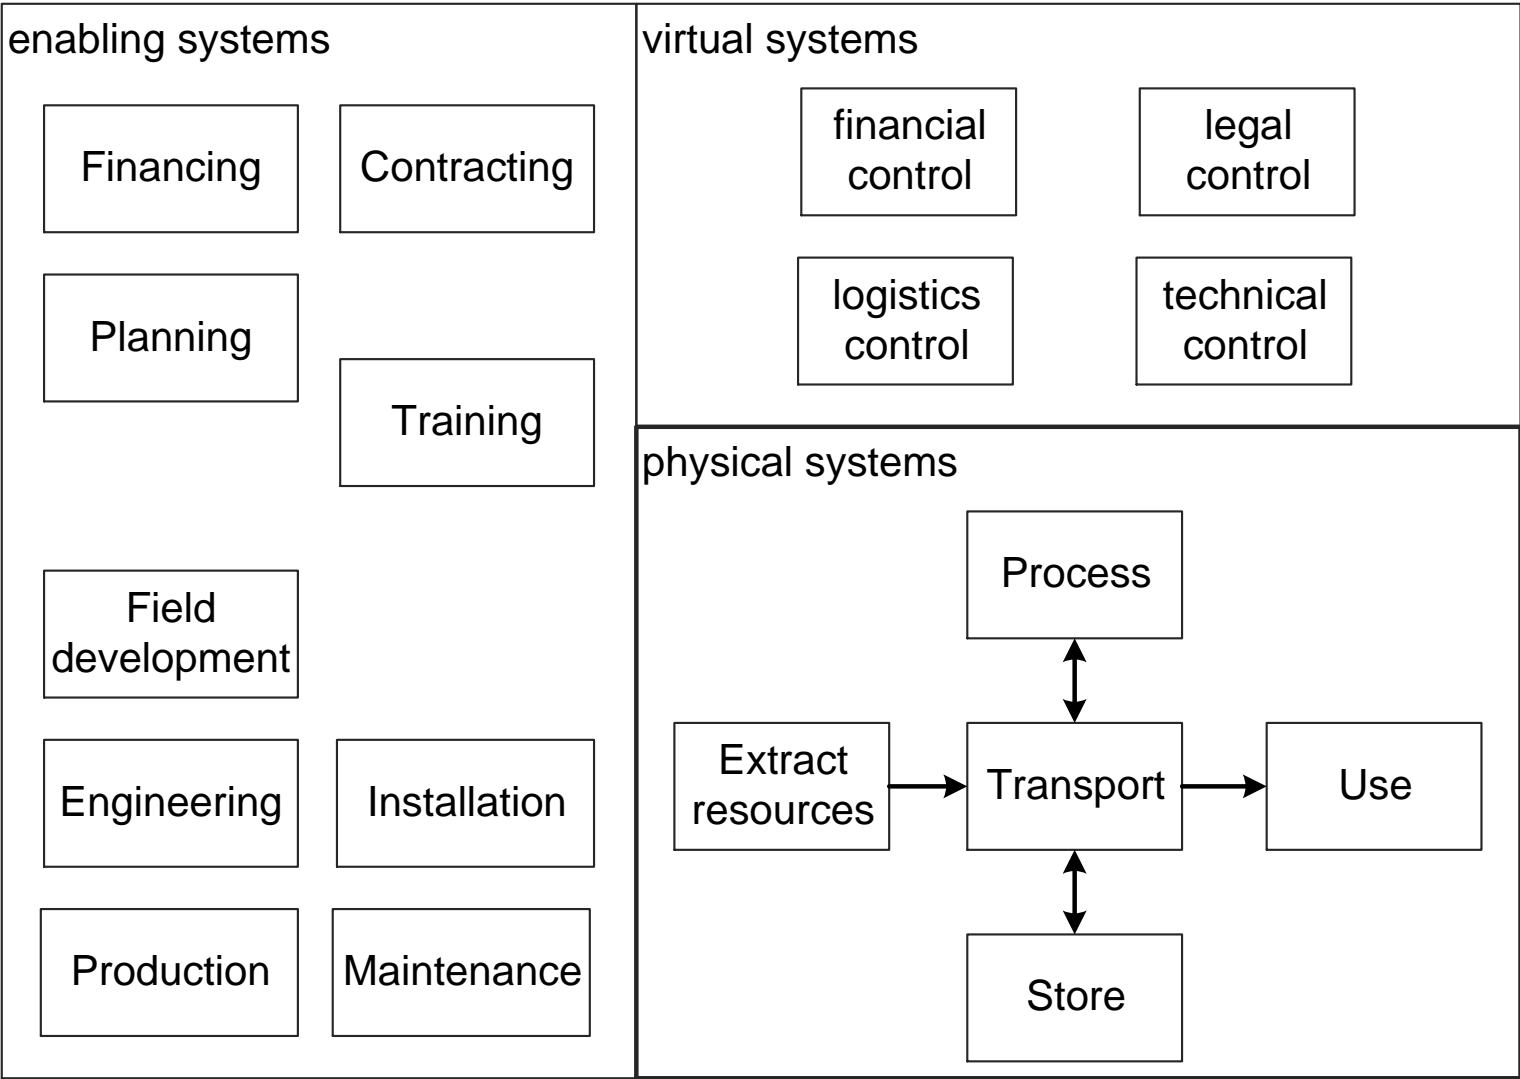 enabling systems
Financing
Contracting
Planning
Training
Field
development
Engineering
Installation
Production
Maintenance
virtual systems
financial
control
legal
control
logistics
control
technical
control
physical systems
Process
Extract
resources
Transport
Use
Store